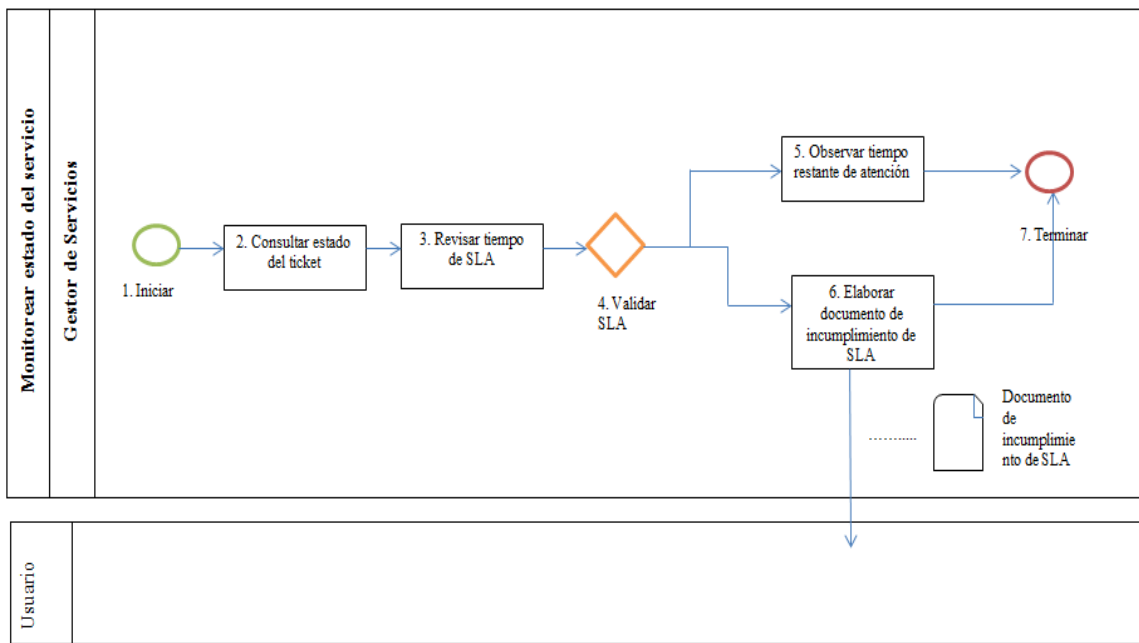 Monitorear estado del servicio
Gestor de Servicios
1. Iniciar
2. Consultar estado
del ticket
3. Revisar tiempo
de SLA
4. Validar
SLA
5. Observar tiempo
restante de atención
6. Elaborar
documento de
incumplimiento de
SLA
7. Terminar
Documento
de
incumplimie
nto de SLA
Usuario